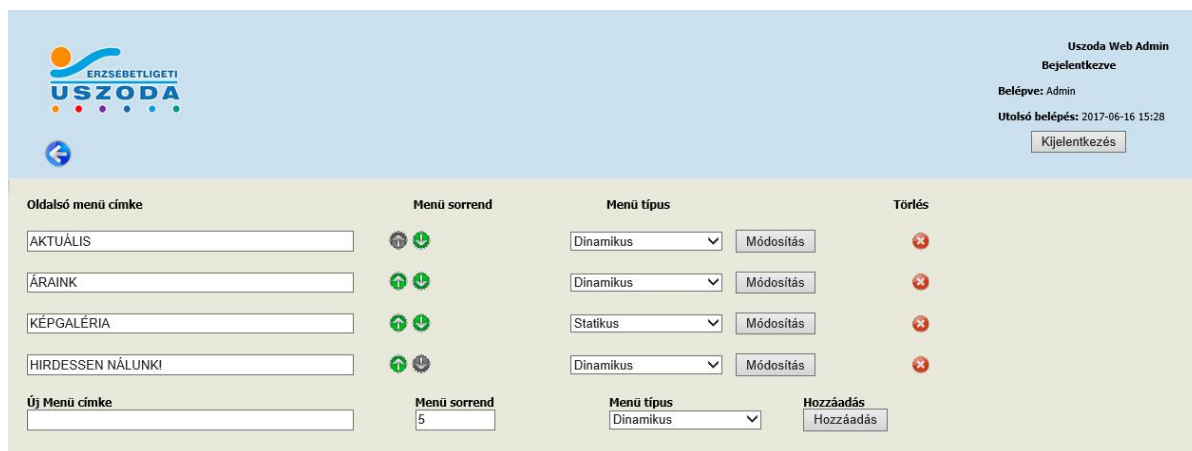 ERZSÉBETLIGETI
USZODA
Uszoda Web Admin
Bejelentkezve
Belépve: Admin
Utolsó belépés: 2017-06-16 15:28
Kijelentkezés
Oldalsó menü címke Menü sorrend Menü típus Törlés
AKTUÁLIS Dinamikus Módosítás
ÁRAINK Dinamikus Módosítás
KÉPGALÉRIA Statikus Módosítás
HIRDESSEN NÁLUNK! Dinamikus Módosítás
Új Menü címke Menü sorrend Menü típus Hozzáadás
5 Dinamikus Hozzáadás